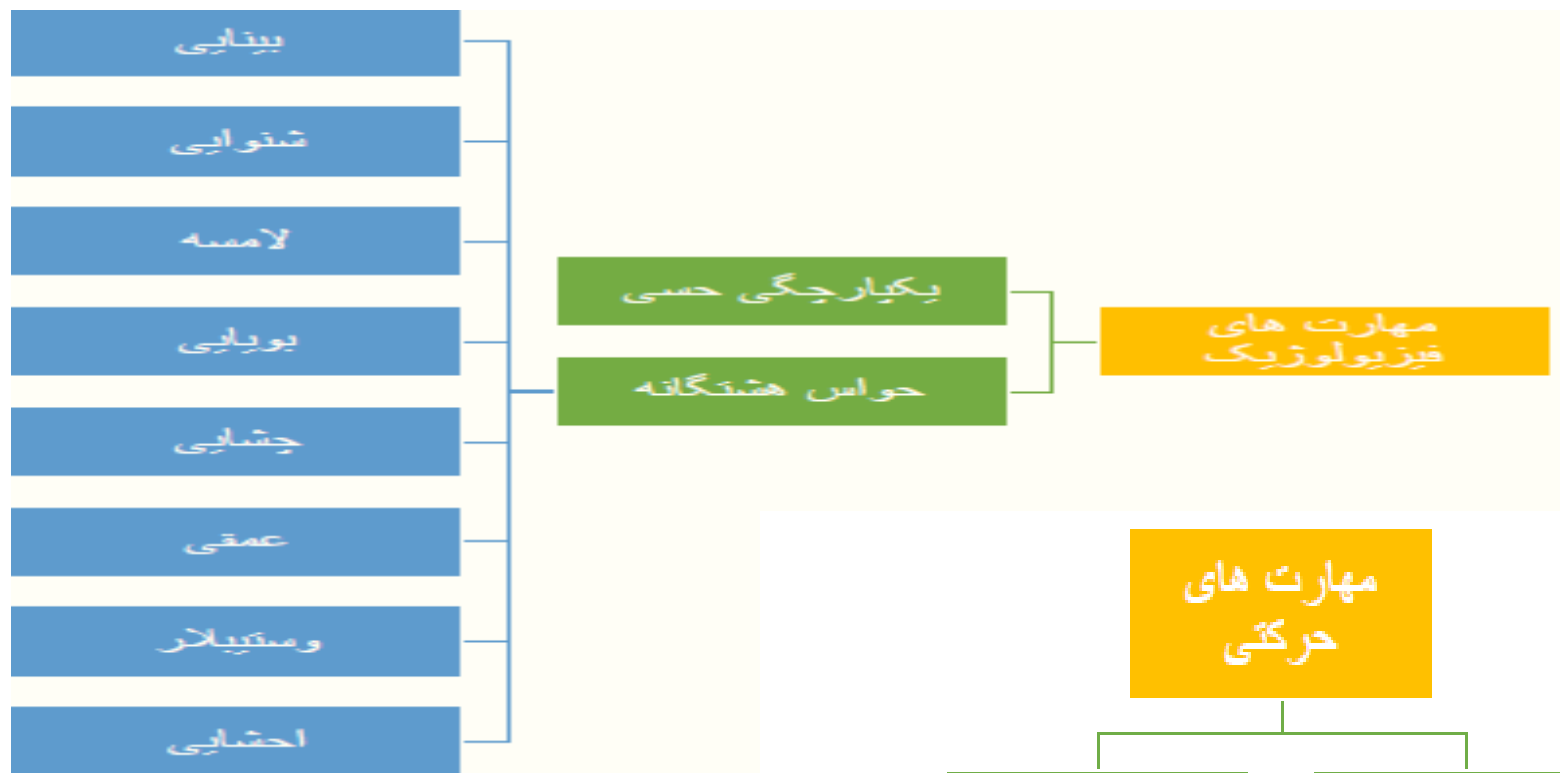 مهارت های
فیزیولوژیک
یکپارچگی حسی
حواس هشتگانه
بینایی
شنوایی
لامسه
بویایی
چشایی
عمقی
وستیبلار
احشایی
مهارت های
حرکتی